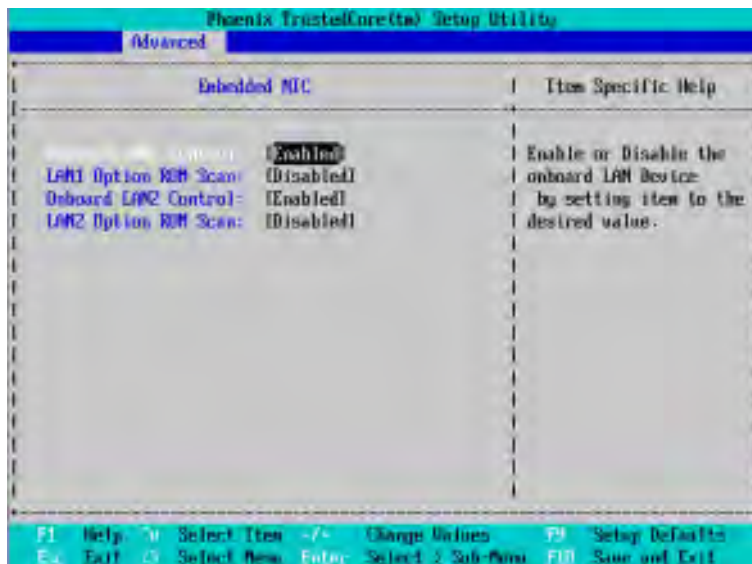 Phoenix TrustedCore(tm) Setup Utility
Advanced
Embedded NIC
Item Specific Help
[Enabled]
LAN1 Option ROM Scan: [Disabled]
Onboard LAN2 Control: [Enabled]
LAN2 Option ROM Scan: [Disabled]
Enable or Disable the
onboard LAN Device
by setting item to the
desired value.
F1 Help Select Item -/+ Change Values F9 Setup Defaults
Esc Exit Select Menu Enter Select > Sub-Menu F10 Save and Exit